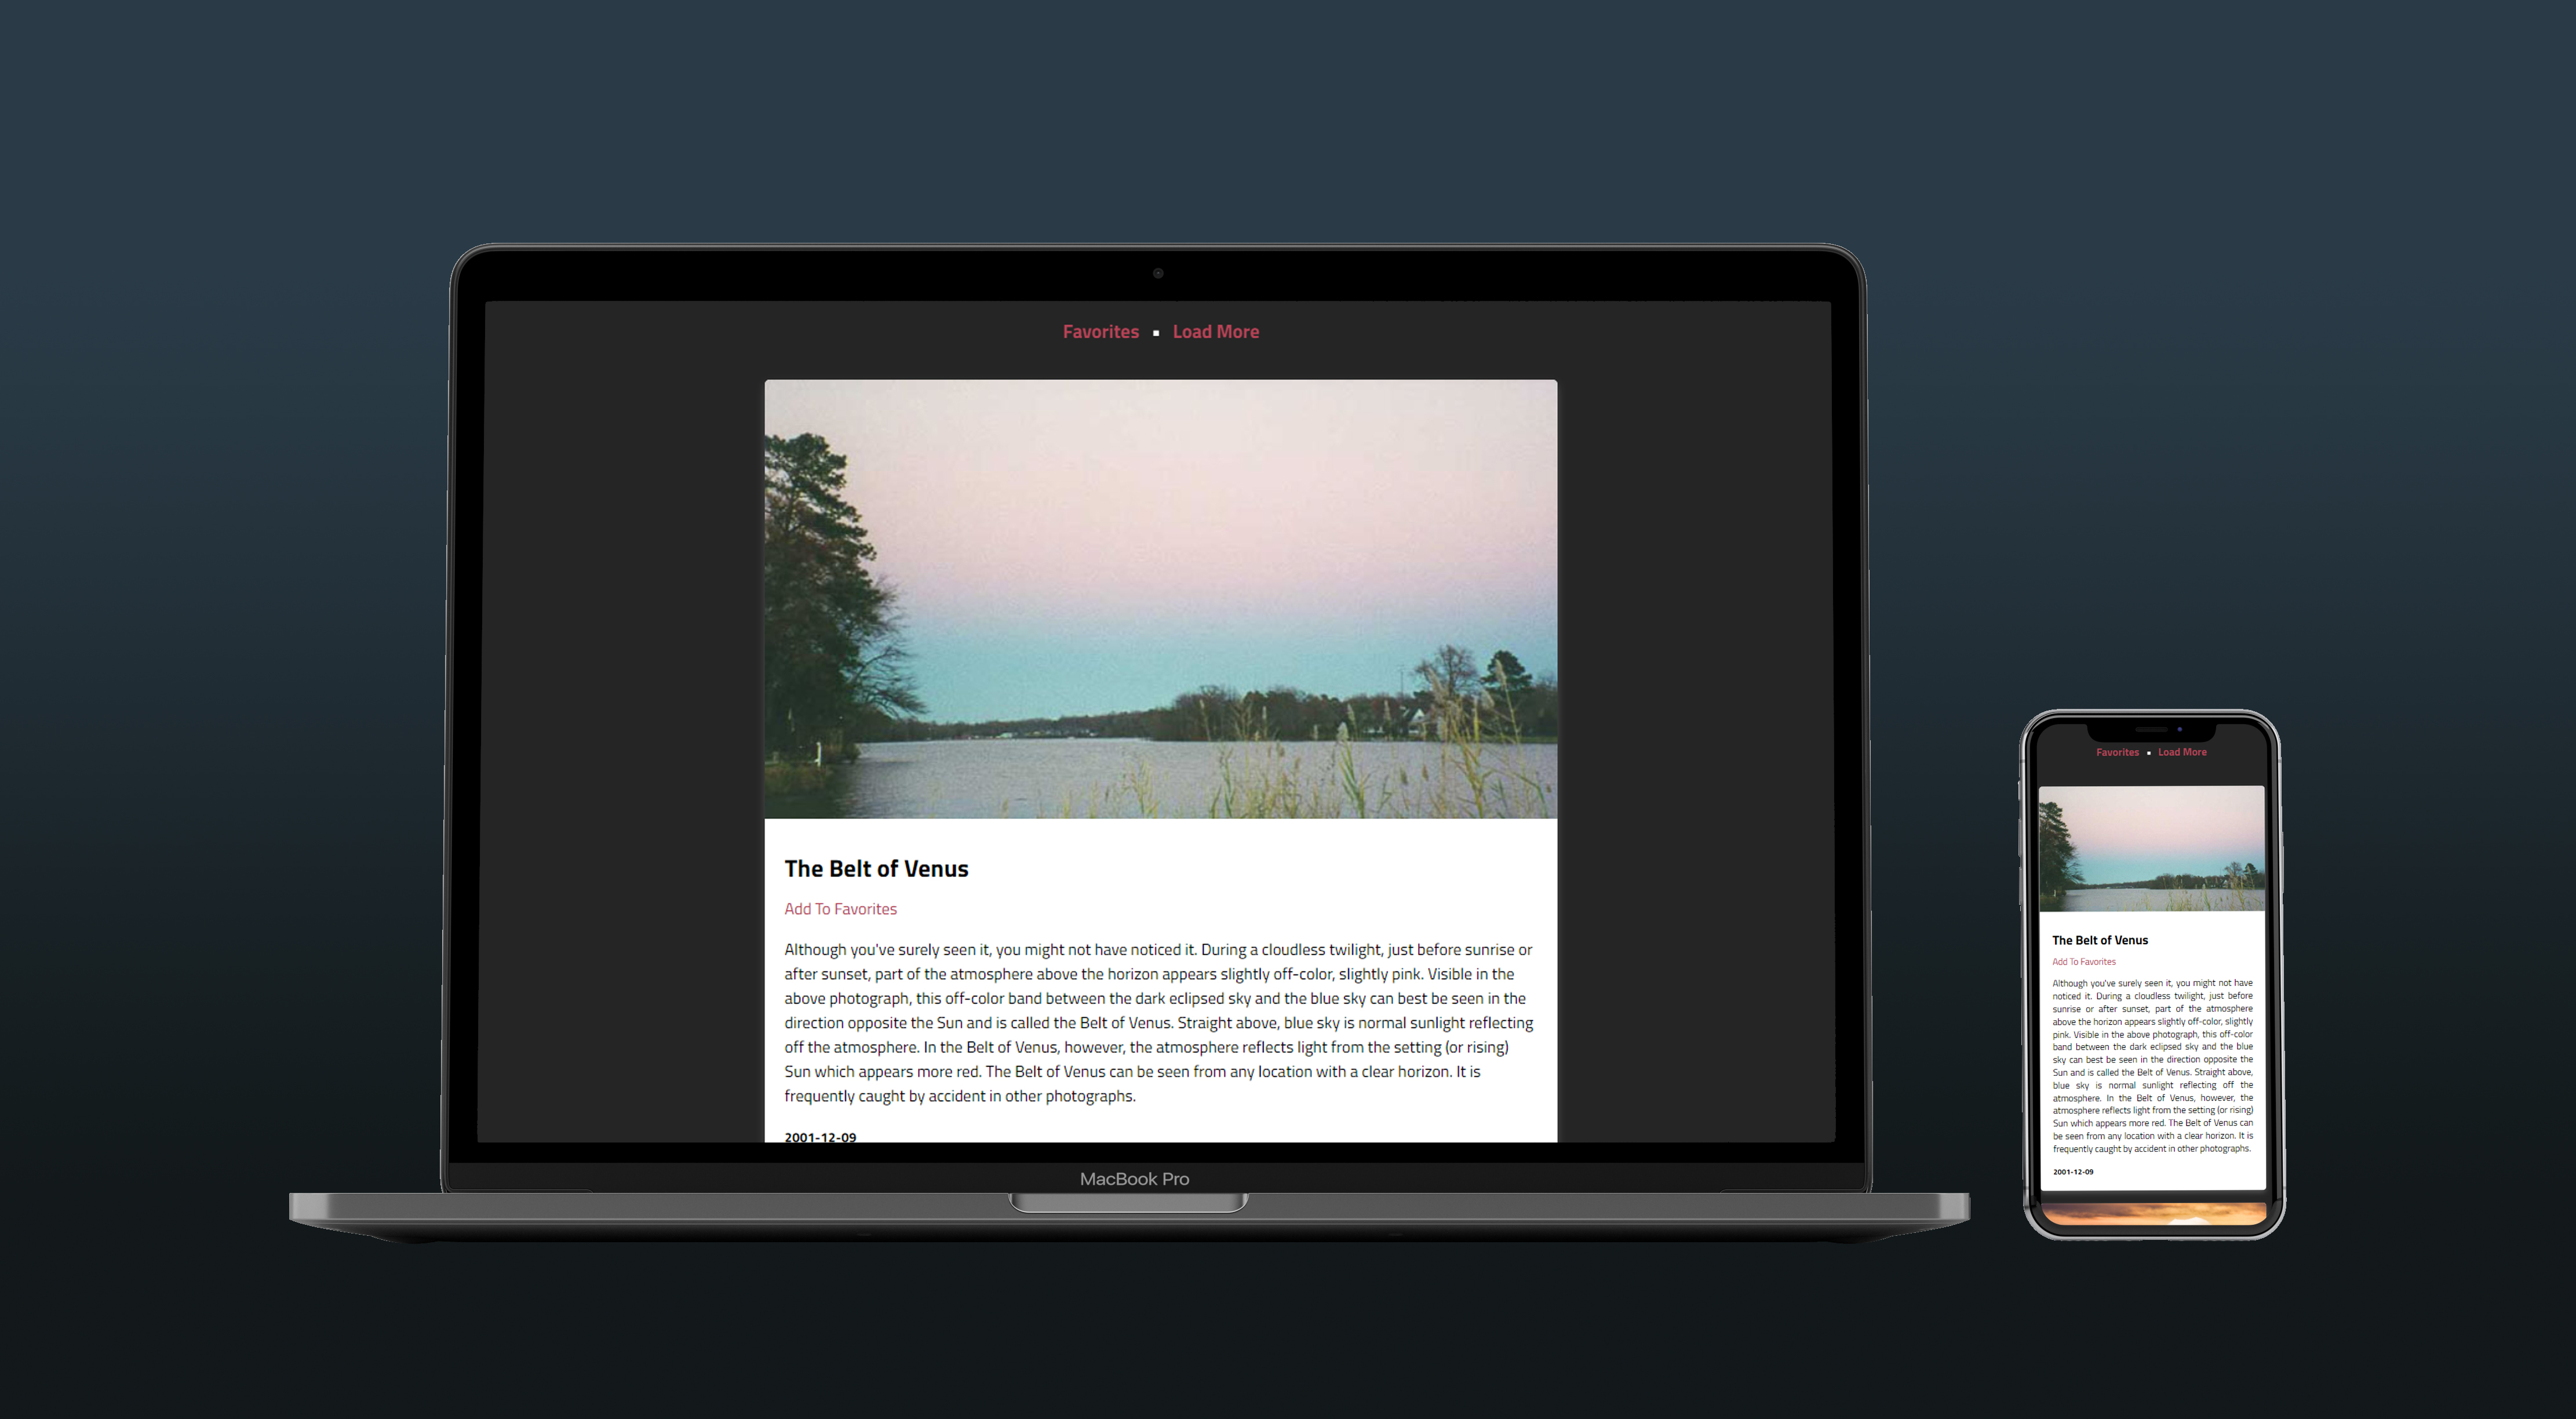 Favorites ▪ Load More
The Belt of Venus
Add To Favorites
Although you've surely seen it, you might not have noticed it. During a cloudless twilight, just before sunrise or
after sunset, part of the atmosphere above the horizon appears slightly off-color, slightly pink. Visible in the
above photograph, this off-color band between the dark eclipsed sky and the blue sky can best be seen in the
direction opposite the Sun and is called the Belt of Venus. Straight above, blue sky is normal sunlight reflecting
off the atmosphere. In the Belt of Venus, however, the atmosphere reflects light from the setting (or rising)
Sun which appears more red. The Belt of Venus can be seen from any location with a clear horizon. It is
frequently caught by accident in other photographs.
2001-12-09
MacBook Pro
Favorites ▪ Load More
The Belt of Venus
Add To Favorites
Although you've surely seen it, you might not have
noticed it. During a cloudless twilight, just before
sunrise or after sunset, part of the atmosphere
above the horizon appears slightly off-color, slightly
pink. Visible in the above photograph, this off-color
band between the dark eclipsed sky and the blue
sky can best be seen in the direction opposite the
Sun and is called the Belt of Venus. Straight above,
blue sky is normal sunlight reflecting off the
atmosphere. In the Belt of Venus, however, the
atmosphere reflects light from the setting (or rising)
Sun which appears more red. The Belt of Venus can
be seen from any location with a clear horizon. It is
frequently caught by accident in other photographs.
2001-12-09